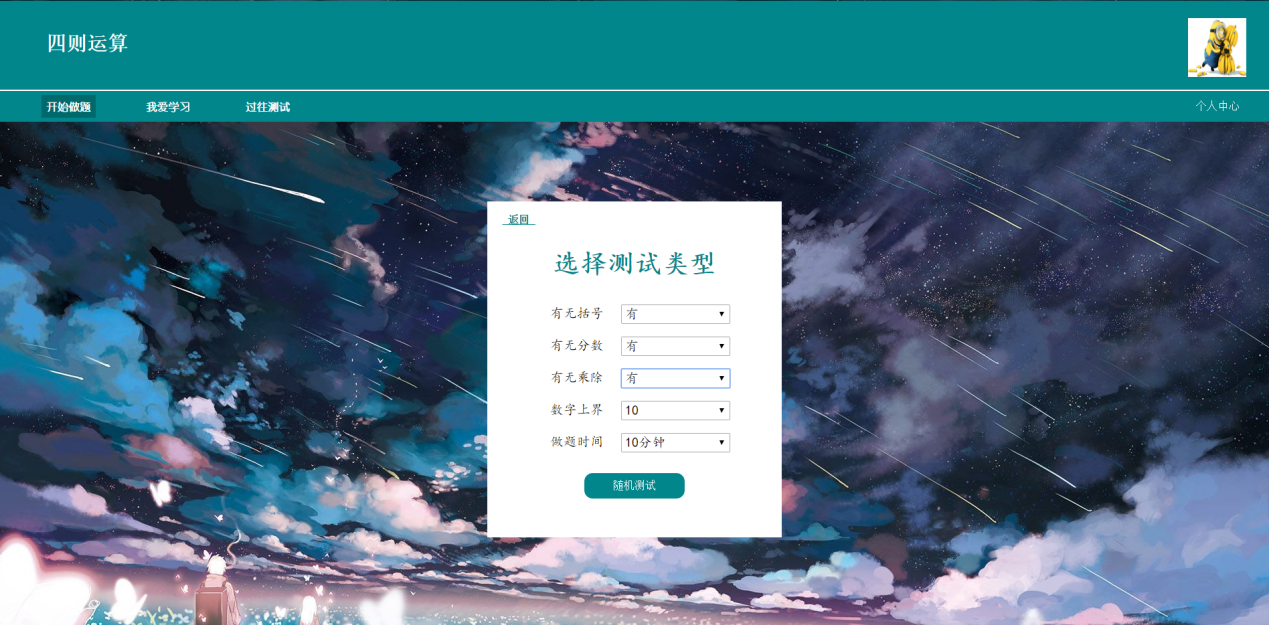 四则运算
开始做题 我爱学习 过往测试 个人中心
返回
选择测试类型
有无括号 有
有无分数 有
有无乘除 有
数字上界 10
做题时间 10分钟
随机测试